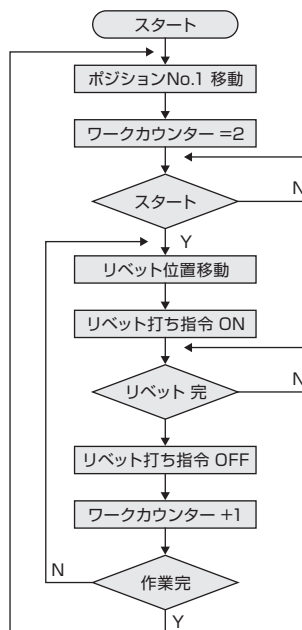 スタート
ポジションNo.1 移動
ワークカウンター =2
スタート
N
Y
リベット位置移動
リベット打ち指令 ON
リベット 完
N
リベット打ち指令 OFF
ワークカウンター +1
N
作業完
Y